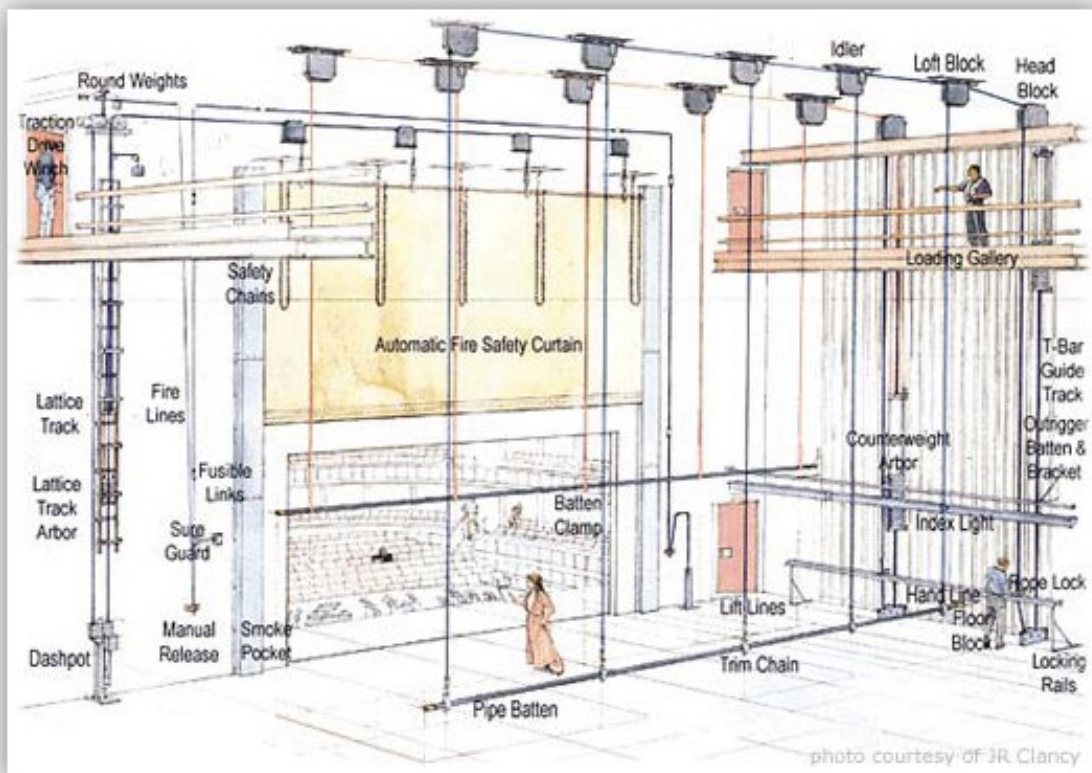 Round Weights
Idler
Loft Block
Head
Block
Traction
Drive
Winch
Loading Gallery
Safety
Chains
Automatic Fire Safety Curtain
T-Bar
Guide
Track
Fire
Lines
Lattice
Track
Outrigger
Batten &
Bracket
Counterweight
Arbor
Fusible
Links
Lattice
Track
Arbor
Batten
Clamp
Index Light
Sure
Guard
Rope Lock
Hand Line
Floor
Block
Lift Lines
Manual
Release
Smoke
Pocket
Dashpot
Trim Chain
Locking
Rails
Pipe Batten
photo courtesy of JR Clancy